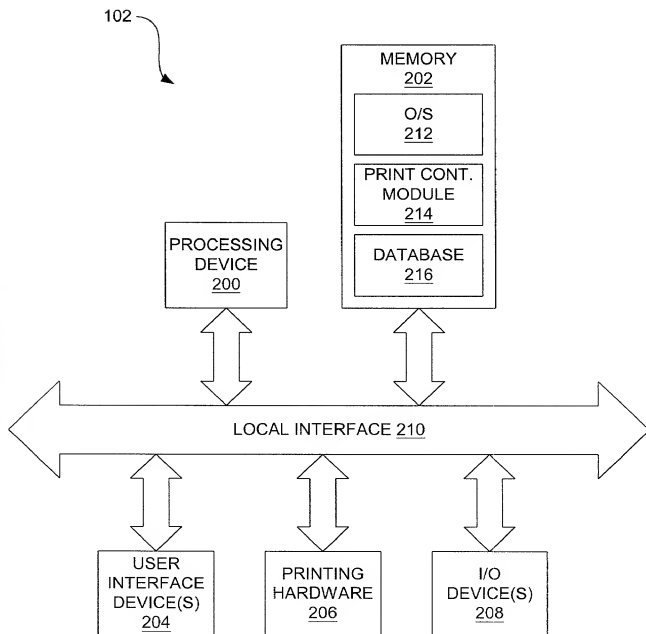 102
MEMORY
202
O/S
212
PRINT CONT.
MODULE
214
DATABASE
216
PROCESSING
DEVICE
200
LOCAL INTERFACE 210
USER
INTERFACE
DEVICE(S)
204
PRINTING
HARDWARE
206
I/O
DEVICE(S)
208